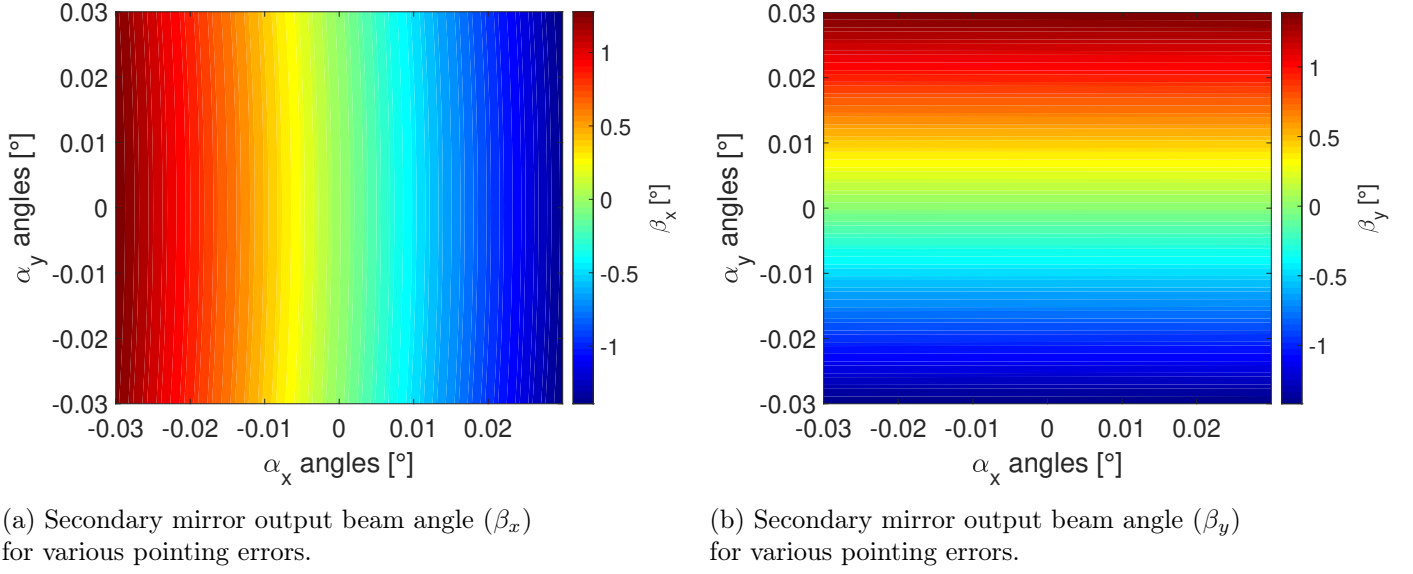 0.03
0.02
0.01
0
-0.01
-0.02
-0.03
α_y angles [°]
-0.03 -0.02 -0.01 0 0.01 0.02
α_x angles [°]
1
0.5
0
-0.5
-1
β_x [°]
(a) Secondary mirror output beam angle (β_x)
for various pointing errors.
0.03
0.02
0.01
0
-0.01
-0.02
-0.03
α_y angles [°]
-0.03 -0.02 -0.01 0 0.01 0.02
α_x angles [°]
1
0.5
0
-0.5
-1
β_y [°]
(b) Secondary mirror output beam angle (β_y)
for various pointing errors.